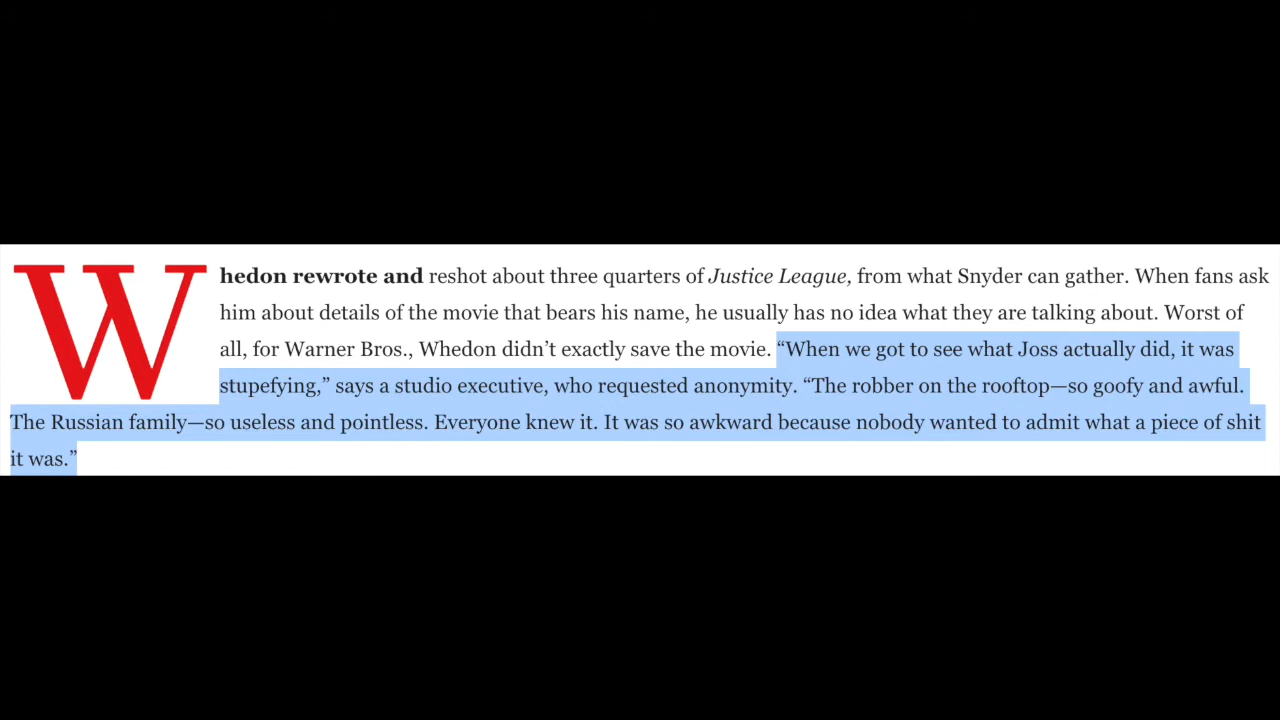 Whedon rewrote and reshot about three quarters of Justice League, from what Snyder can gather. When fans ask
him about details of the movie that bears his name, he usually has no idea what they are talking about. Worst of
all, for Warner Bros., Whedon didn’t exactly save the movie. “When we got to see what Joss actually did, it was
stupefying,” says a studio executive, who requested anonymity. “The robber on the rooftop—so goofy and awful.
The Russian family—so useless and pointless. Everyone knew it. It was so awkward because nobody wanted to admit what a piece of shit
it was.”